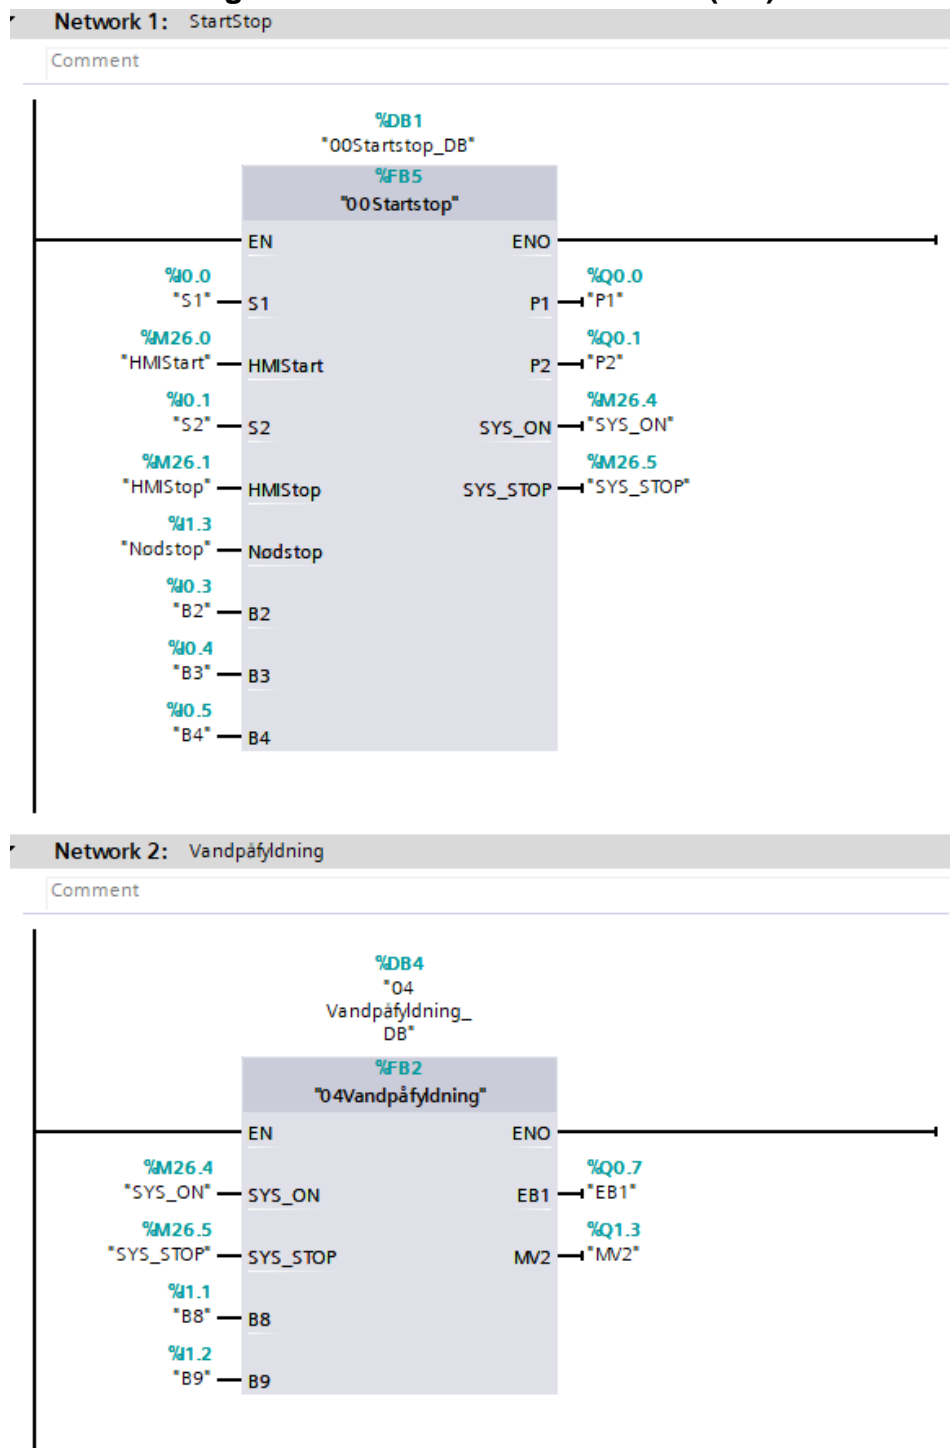 Network 1: StartStop
Comment
%DB1
"00Startstop_DB"
%FB5
"00Startstop"
EN ENO
%I0.0 %Q0.0
"S1" S1 P1 "P1"
%M26.0 %Q0.1
"HMIStart" HMIStart P2 "P2"
%I0.1 %M26.4
"S2" S2 SYS_ON "SYS_ON"
%M26.1 %M26.5
"HMIStop" HMIStop SYS_STOP "SYS_STOP"
%I1.3
"Nødstop" Nødstop
%I0.3
"B2" B2
%I0.4
"B3" B3
%I0.5
"B4" B4
Network 2: Vandpåfyldning
Comment
%DB4
"04
Vandpåfyldning_
DB"
%FB2
"04Vandpåfyldning"
EN ENO
%M26.4 %Q0.7
"SYS_ON" SYS_ON EB1 "EB1"
%M26.5 %Q1.3
"SYS_STOP" SYS_STOP MV2 "MV2"
%I1.1
"B8" B8
%I1.2
"B9" B9